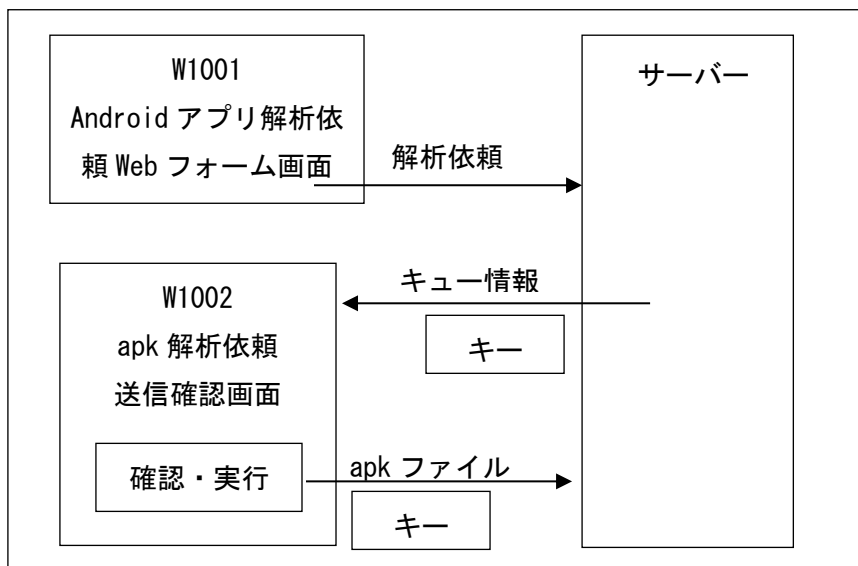 W1001
Android アプリ解析依
頼 Web フォーム画面
解析依頼
サーバー
キュー情報
キー
W1002
apk 解析依頼
送信確認画面
確認・実行
apk ファイル
キー